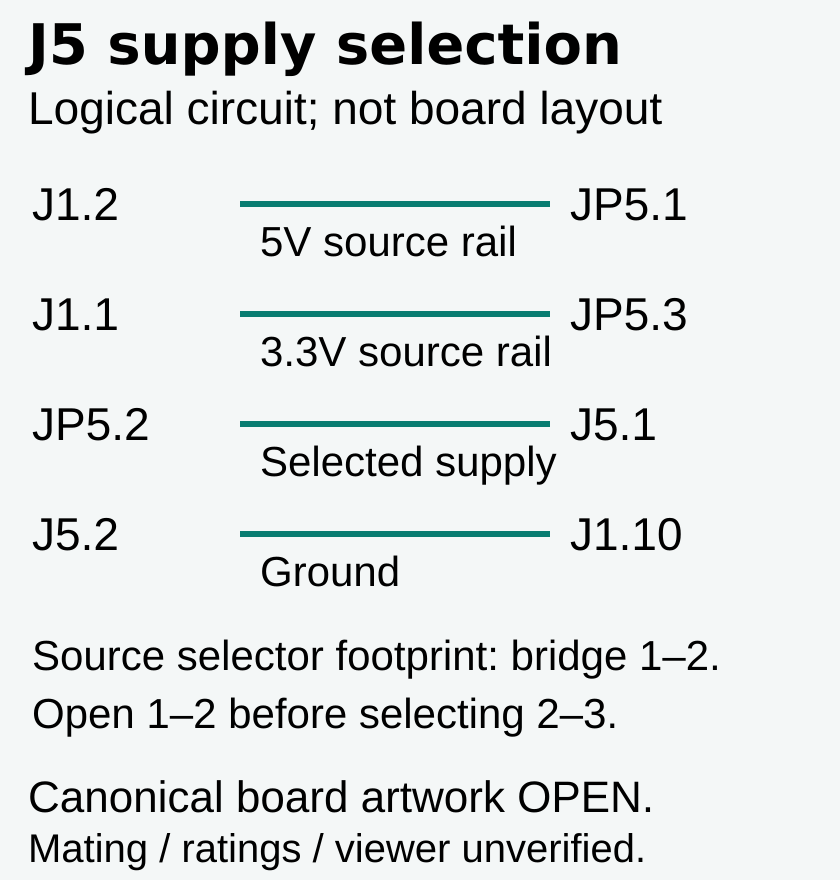 J5 supply selection
Logical circuit; not board layout
J1.2 JP5.1
5V source rail
J1.1 JP5.3
3.3V source rail
JP5.2 J5.1
Selected supply
J5.2 J1.10
Ground
Source selector footprint: bridge 1–2.
Open 1–2 before selecting 2–3.
Canonical board artwork OPEN.
Mating / ratings / viewer unverified.